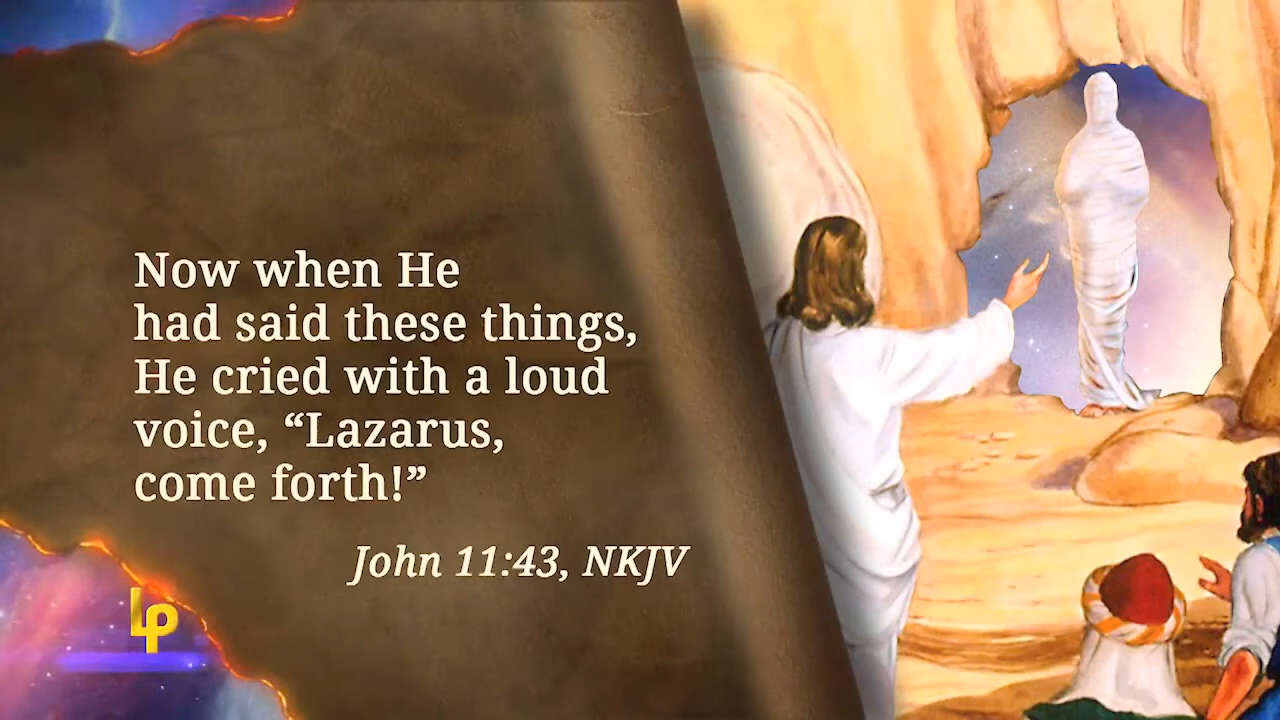 Now when He
had said these things,
He cried with a loud
voice, “Lazarus,
come forth!”
John 11:43, NKJV
LP